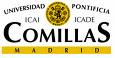 UNIVERSIDAD PONTIFICIA
ICAI ICADE
COMILLAS
MADRID